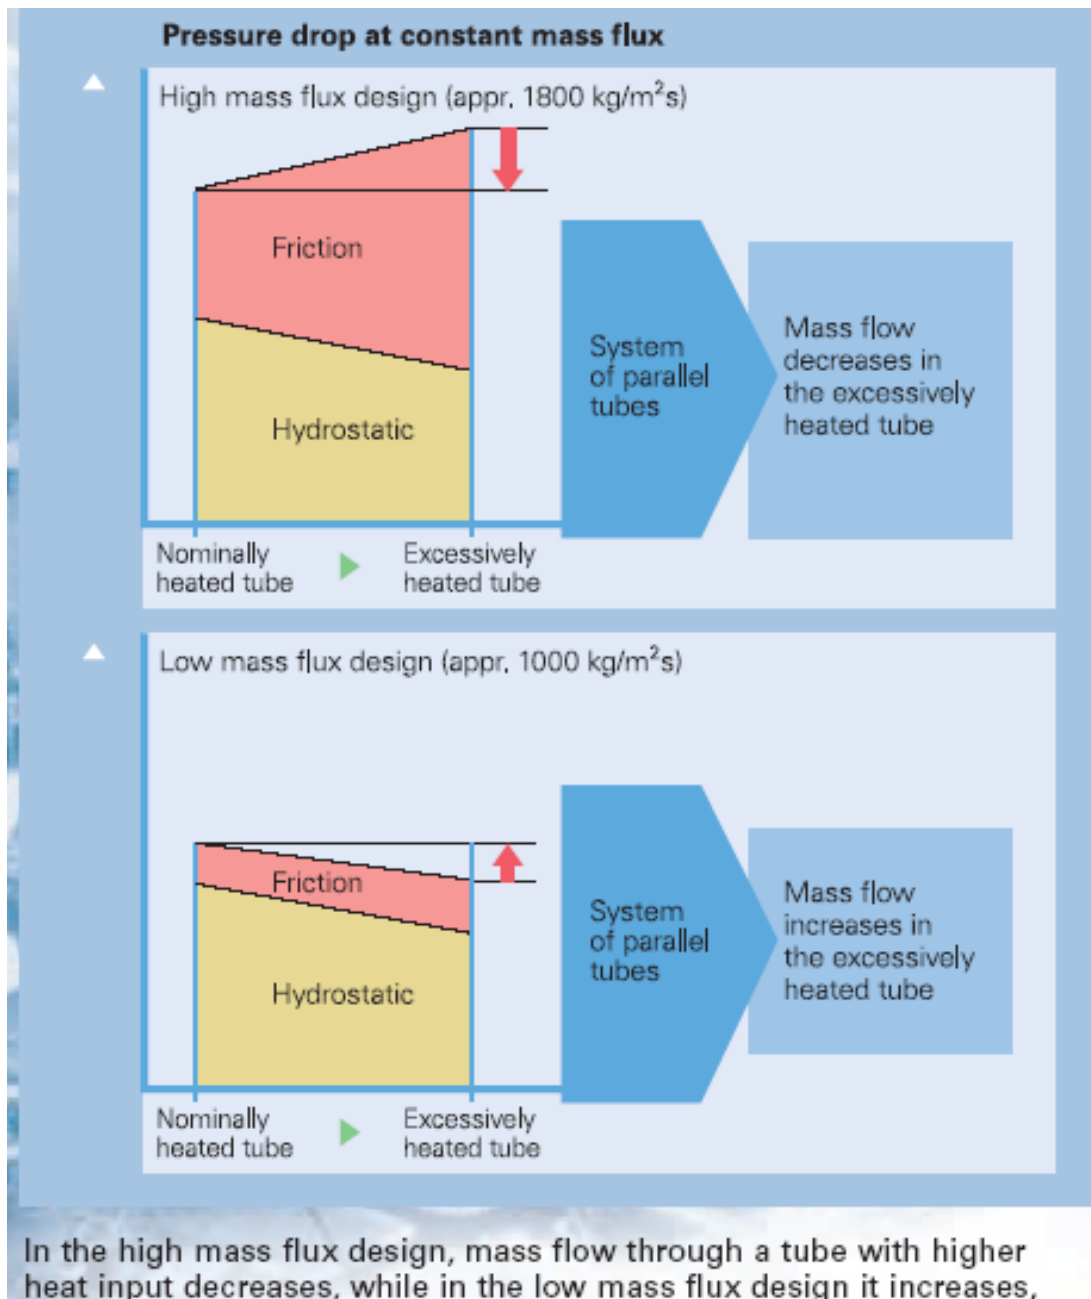 Pressure drop at constant mass flux
High mass flux design (appr. 1800 kg/m²s)
Friction
Hydrostatic
System
of parallel
tubes
Mass flow
decreases in
the excessively
heated tube
Nominally
heated tube
Excessively
heated tube
Low mass flux design (appr. 1000 kg/m²s)
Friction
Hydrostatic
System
of parallel
tubes
Mass flow
increases in
the excessively
heated tube
Nominally
heated tube
Excessively
heated tube
In the high mass flux design, mass flow through a tube with higher
heat input decreases, while in the low mass flux design it increases,